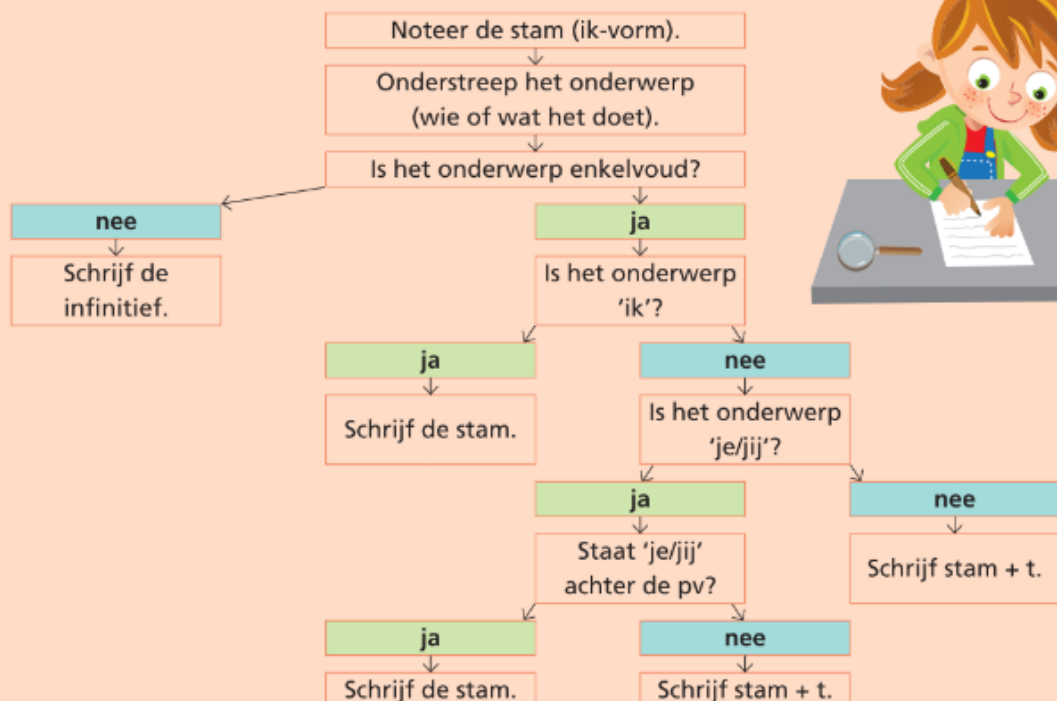 Noteer de stam (ik-vorm).
Onderstreep het onderwerp
(wie of wat het doet).
Is het onderwerp enkelvoud?
nee
ja
Schrijf de
infinitief.
Is het onderwerp
'ik'?
ja
nee
Schrijf de stam.
Is het onderwerp
'je/jij'?
ja
nee
Staat 'je/jij'
achter de pv?
Schrijf stam + t.
ja
nee
Schrijf de stam.
Schrijf stam + t.